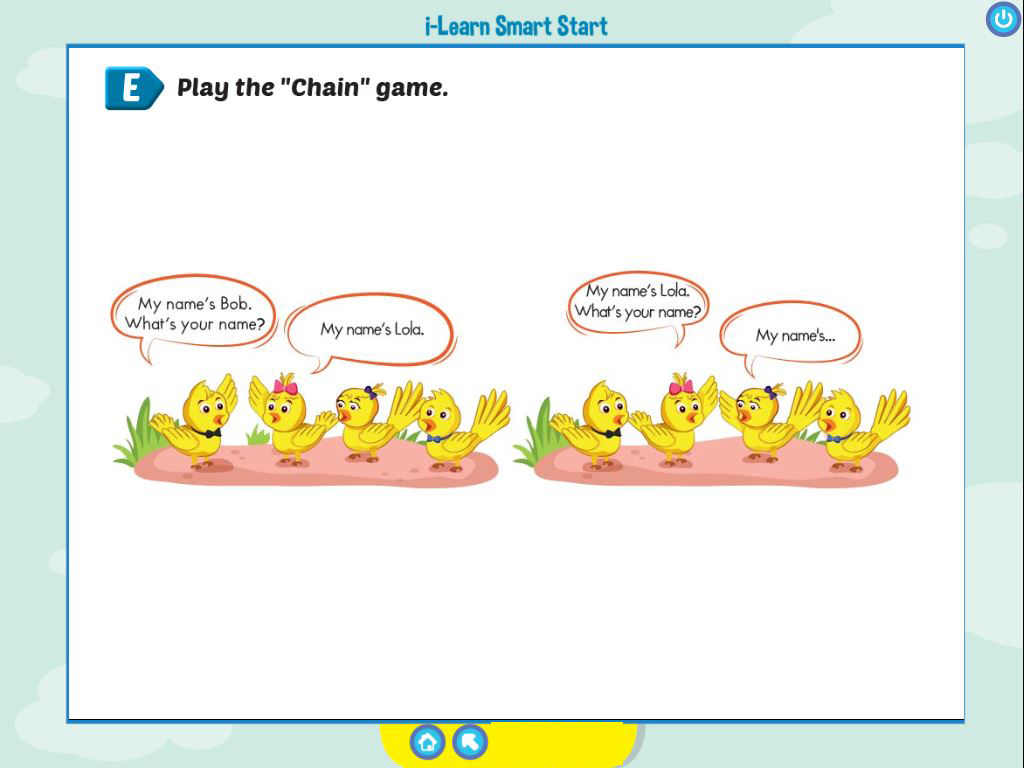 i-Learn Smart Start
E Play the "Chain" game.
My name's Bob.
What's your name?
My name's Lola.
My name's Lola.
What's your name?
My name's...